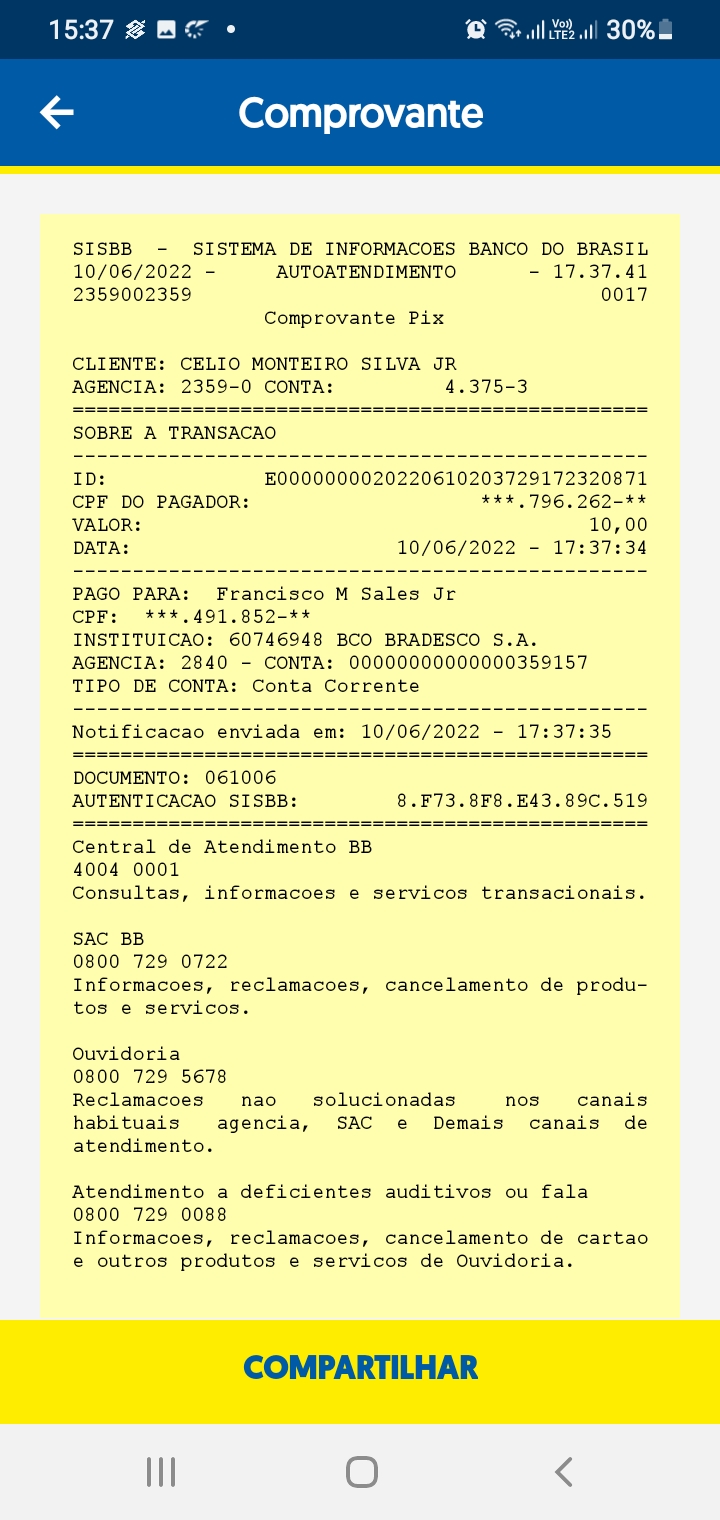 15:37 Vo)) LTE2 30%
Comprovante
SISBB - SISTEMA DE INFORMACOES BANCO DO BRASIL
10/06/2022 - AUTOATENDIMENTO - 17.37.41
2359002359 0017
Comprovante Pix
CLIENTE: CELIO MONTEIRO SILVA JR
AGENCIA: 2359-0 CONTA: 4.375-3
================================================
SOBRE A TRANSACAO
------------------------------------------------
ID: E0000000020220610203729172320871
CPF DO PAGADOR: ***.796.262-**
VALOR: 10,00
DATA: 10/06/2022 - 17:37:34
------------------------------------------------
PAGO PARA: Francisco M Sales Jr
CPF: ***.491.852-**
INSTITUICAO: 60746948 BCO BRADESCO S.A.
AGENCIA: 2840 - CONTA: 00000000000000359157
TIPO DE CONTA: Conta Corrente
------------------------------------------------
Notificacao enviada em: 10/06/2022 - 17:37:35
================================================
DOCUMENTO: 061006
AUTENTICACAO SISBB: 8.F73.8F8.E43.89C.519
================================================
Central de Atendimento BB
4004 0001
Consultas, informacoes e servicos transacionais.
SAC BB
0800 729 0722
Informacoes, reclamacoes, cancelamento de produ-
tos e servicos.
Ouvidoria
0800 729 5678
Reclamacoes nao solucionadas nos canais
habituais agencia, SAC e Demais canais de
atendimento.
Atendimento a deficientes auditivos ou fala
0800 729 0088
Informacoes, reclamacoes, cancelamento de cartao
e outros produtos e servicos de Ouvidoria.
COMPARTILHAR